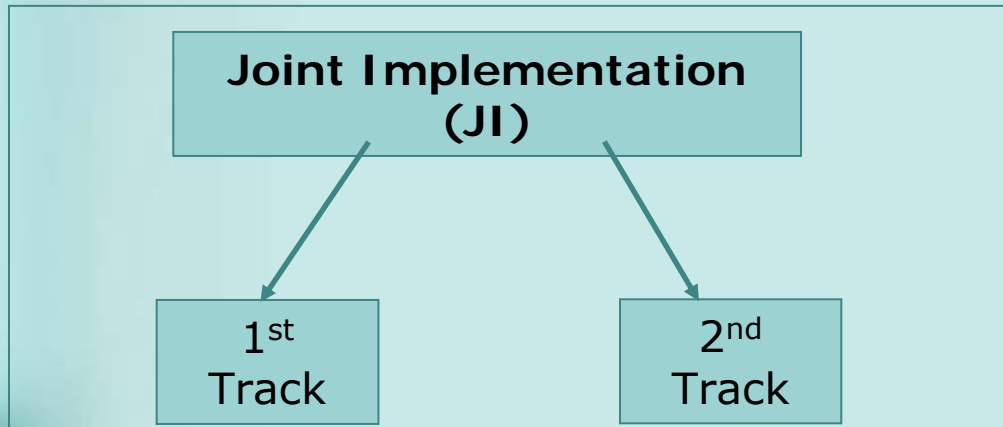 Joint Implementation
(JI)
1st
Track
2nd
Track